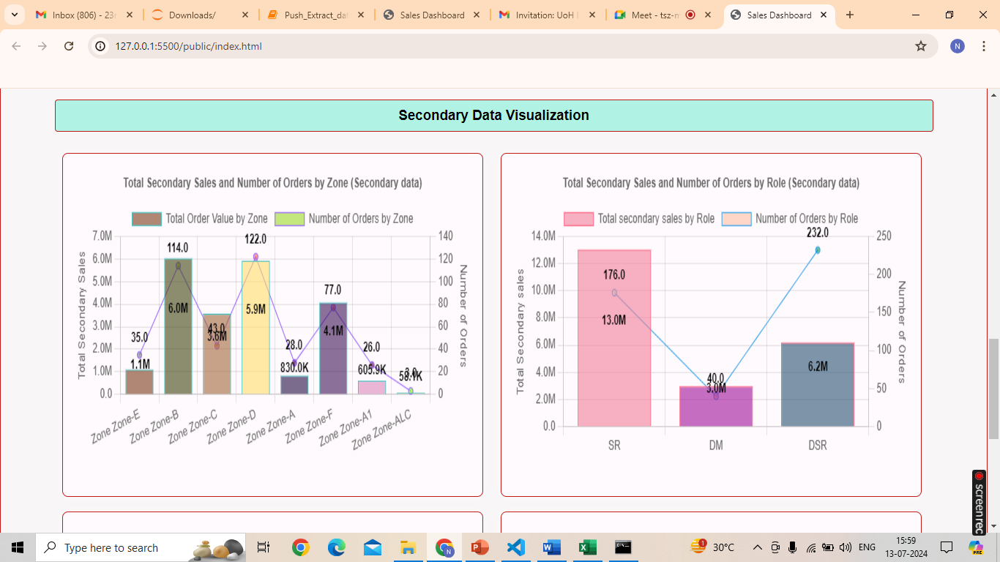 Inbox (806) - 23
Downloads/
Push_Extract_da
Sales Dashboard
Invitation: UoH
Meet - tsz-m
Sales Dashboard
127.0.0.1:5500/public/index.html
N
Secondary Data Visualization
Total Secondary Sales and Number of Orders by Zone (Secondary data)
Total Order Value by Zone
Number of Orders by Zone
Total Secondary Sales
7.0M
6.0M
5.0M
4.0M
3.0M
2.0M
1.0M
0.0
35.0
1.1M
114.0
6.0M
43.0
3.6M
122.0
5.9M
28.0
830.0K
77.0
4.1M
26.0
605.9K
3.0
58.1K
140
120
100
80
60
40
20
0
Number of Orders
Zone Zone-E
Zone Zone-B
Zone Zone-C
Zone Zone-D
Zone Zone-A
Zone Zone-F
Zone Zone-A1
Zone Zone-ALC
Total Secondary Sales and Number of Orders by Role (Secondary data)
Total secondary sales by Role
Number of Orders by Role
Total Secondary sales
14.0M
12.0M
10.0M
8.0M
6.0M
4.0M
2.0M
0.0
176.0
13.0M
40.0
3.0M
232.0
6.2M
250
200
150
100
50
0
Number of Orders
SR
DM
DSR
screen rec
Type here to search
N
1
30°C
ENG
15:59
13-07-2024
PRE